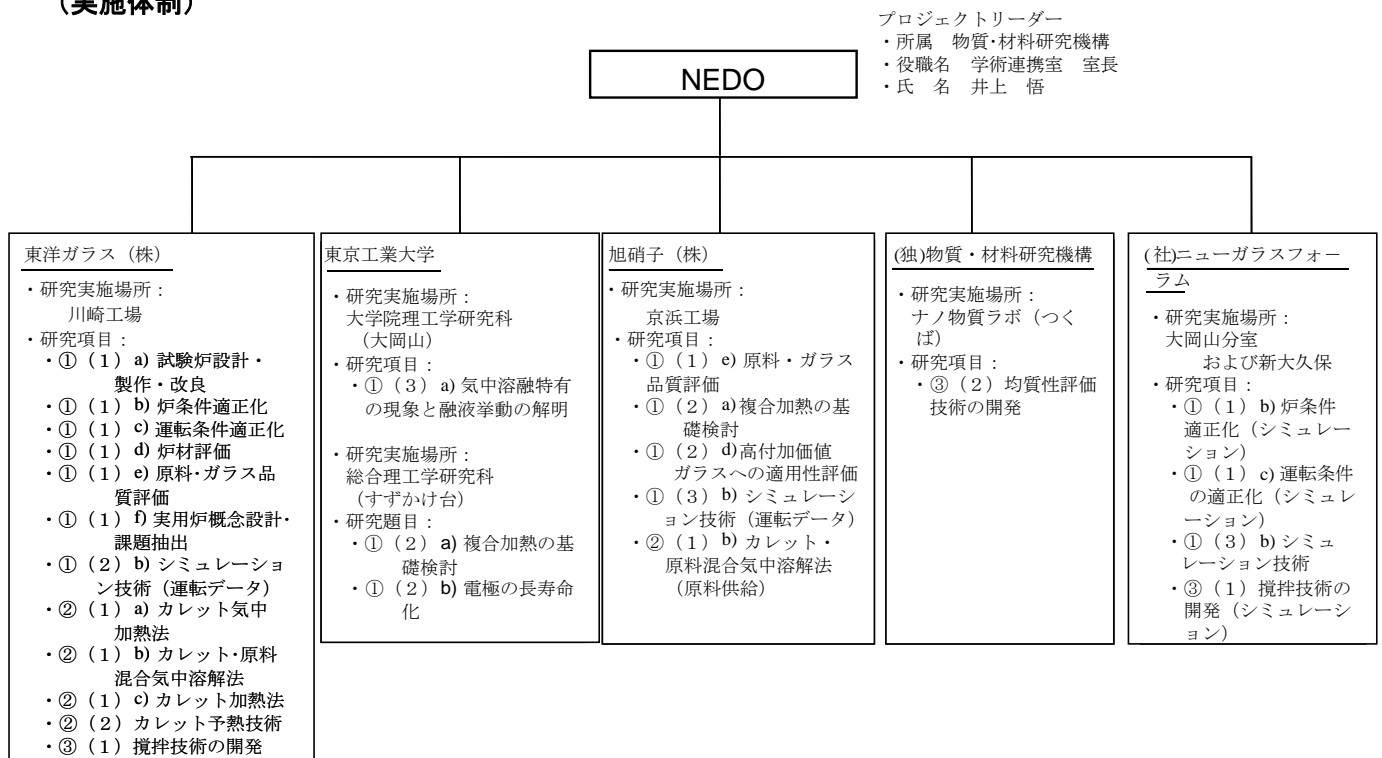 (実施体制)
プロジェクトリーダー
・所属 物質・材料研究機構
・役職名 学術連携室 室長
・氏 名 井上 悟
NEDO
東洋ガラス(株)
・研究実施場所:
川崎工場
・研究項目:
・①(1)a) 試験炉設計・
製作・改良
・①(1)b) 炉条件適正化
・①(1)c) 運転条件適正化
・①(1)d) 炉材評価
・①(1)e) 原料・ガラス品
質評価
・①(1)f) 実用炉概念設計・
課題抽出
・①(2)b) シミュレーショ
ン技術(運転データ)
・②(1)a) カレット気中
加熱法
・②(1)b) カレット・原料
混合気中溶解法
・②(1)c) カレット加熱法
・②(2)カレット予熱技術
・③(1)撹拌技術の開発
東京工業大学
・研究実施場所:
大学院理工学研究科
(大岡山)
・研究項目:
・①(3)a) 気中溶融特有
の現象と融液挙動の解明
・研究実施場所:
総合理工学研究科
(すずかけ台)
・研究題目:
・①(2)a) 複合加熱の基
礎検討
・①(2)b) 電極の長寿命
化
旭硝子(株)
・研究実施場所:
京浜工場
・研究項目:
・①(1)e) 原料・ガラス
品質評価
・①(2)a)複合加熱の基
礎検討
・①(2)d)高付加価値
ガラスへの適用性評価
・①(3)b) シミュレーシ
ョン技術(運転データ)
・②(1)b) カレット・
原料混合気中溶解法
(原料供給)
(独)物質・材料研究機構
・研究実施場所:
ナノ物質ラボ(つく
ば)
・研究項目:
・③(2)均質性評価
技術の開発
(社)ニューガラスフォー
ラム
・研究実施場所:
大岡山分室
および新大久保
・研究項目:
・①(1)b) 炉条件
適正化(シミュレー
ション)
・①(1)c) 運転条件
の適正化(シミュレ
ーション)
・①(3)b) シミュ
レーション技術
・③(1)撹拌技術の
開発(シミュレーシ
ョン)